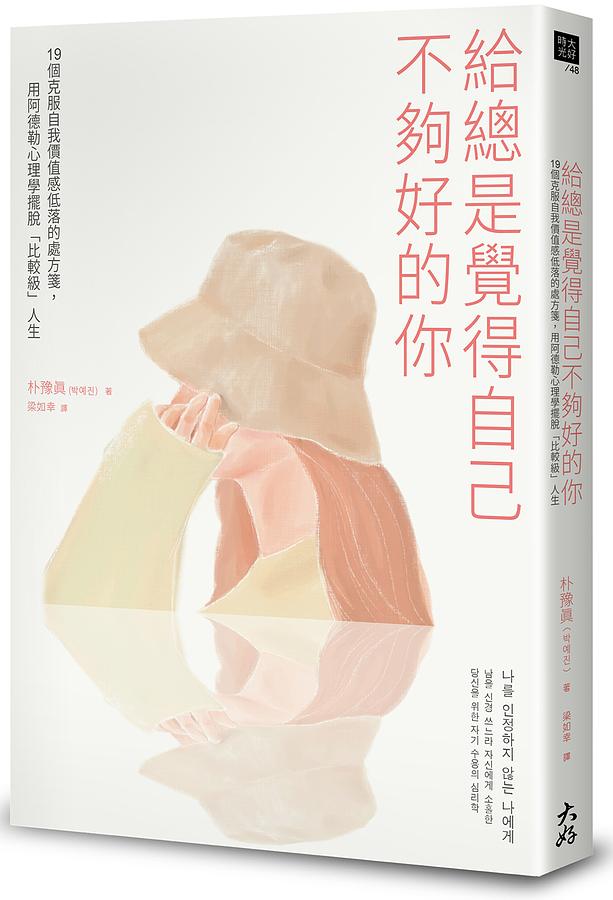 給總是覺得自己
不夠好的你
19個克服自我價值感低落的處方箋，
用阿德勒心理學擺脫「比較級」人生
朴豫眞 (박예진) 著
梁如幸 譯
나를 인정하지 않는 나에게
남을 신경 쓰느라 자신에게 소홀한
당신을 위한 자기 수용의 심리학
大好
時光
/48
給總是覺得自己不夠好的你
19個克服自我價值感低落的處方箋，用阿德勒心理學擺脫「比較級」人生
朴豫眞（박예진） 著
梁如幸 譯
大好